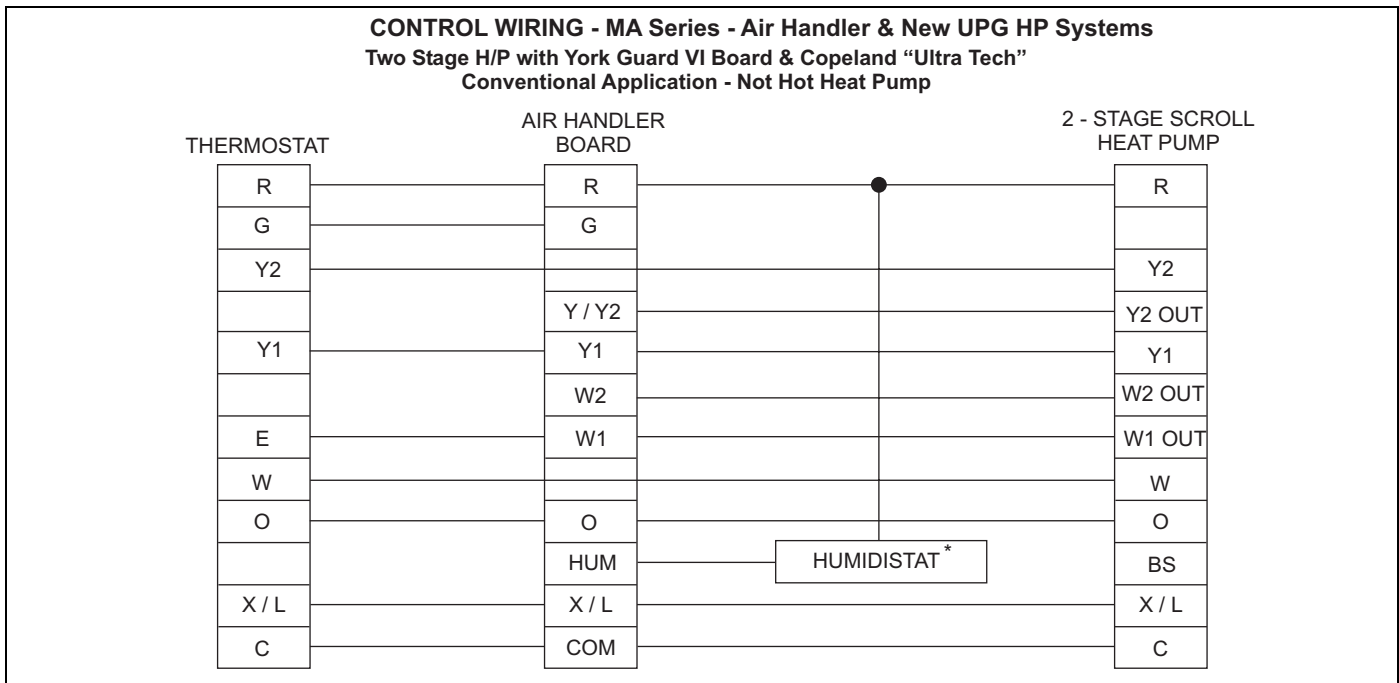 CONTROL WIRING - MA Series - Air Handler & New UPG HP Systems
Two Stage H/P with York Guard VI Board & Copeland “Ultra Tech”
Conventional Application - Not Hot Heat Pump
THERMOSTAT
AIR HANDLER
BOARD
2 - STAGE SCROLL
HEAT PUMP
R R R
G G
Y2 Y2
Y / Y2 Y2 OUT
Y1 Y1 Y1
W2 W2 OUT
E W1 W1 OUT
W W
O O O
HUM HUMIDISTAT * BS
X / L X / L X / L
C COM C